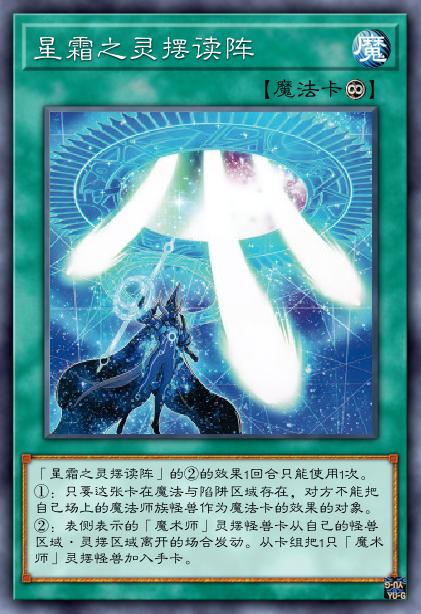 星霜之灵摆读阵
魔
【魔法卡♾】
「星霜之灵摆读阵」的②的效果1回合只能使用1次。
①：只要这张卡在魔法与陷阱区域存在，对方不能把
自己场上的魔法师族怪兽作为魔法卡的效果的对象。
②：表侧表示的「魔术师」灵摆怪兽卡从自己的怪兽
区域·灵摆区域离开的场合发动。从卡组把1只「魔术
师」灵摆怪兽加入手卡。